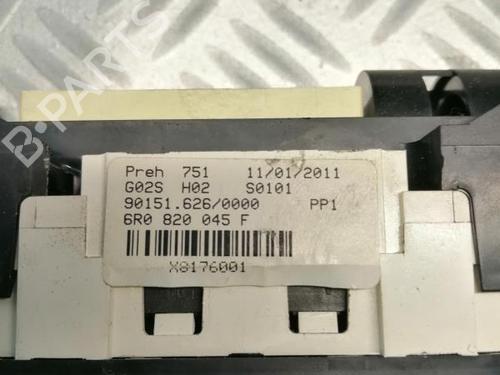 B-PARTS
Preh 751 11/01/2011
G02S H02 S0101
90151.626/0000 PP1
6R0 820 045 F
X8176001